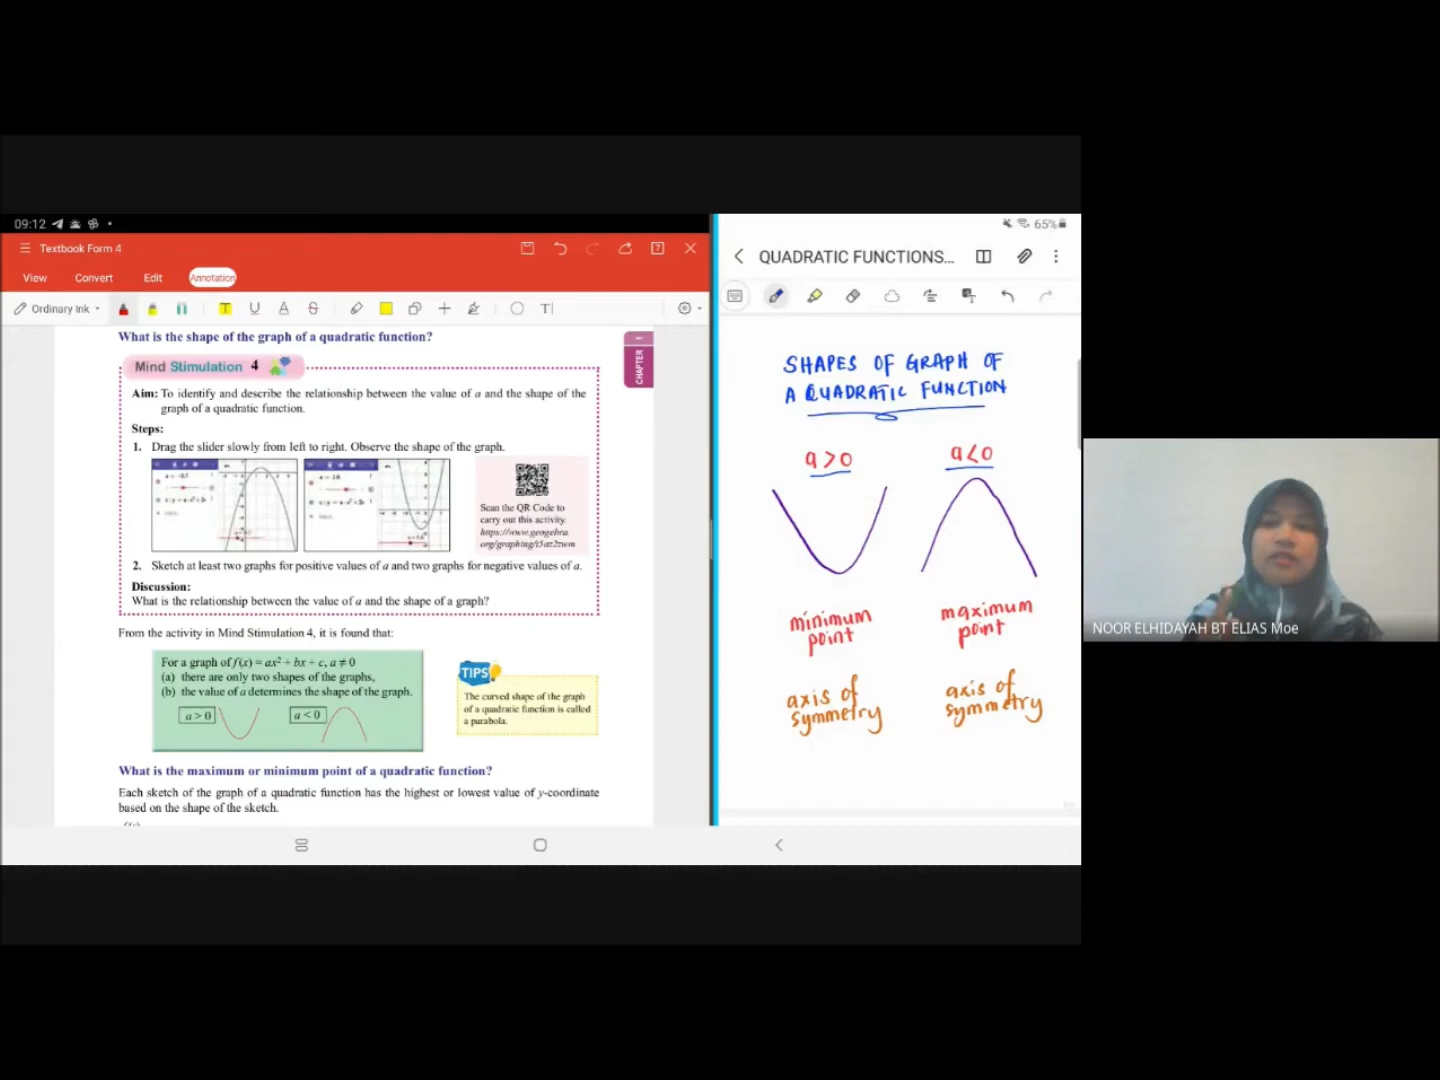 09:12
65%
Textbook Form 4
View Convert Edit Annotation
Ordinary Ink
What is the shape of the graph of a quadratic function?
Mind Stimulation 4
Aim: To identify and describe the relationship between the value of a and the shape of the
graph of a quadratic function.
Steps:
1. Drag the slider slowly from left to right. Observe the shape of the graph.
Scan the QR Code to
carry out this activity.
https://www.geogebra.
2. Sketch at least two graphs for positive values of a and two graphs for negative values of a.
Discussion:
What is the relationship between the value of a and the shape of a graph?
From the activity in Mind Stimulation 4, it is found that:
For a graph of f(x) = ax² + bx + c, a ≠ 0
(a) there are only two shapes of the graphs,
(b) the value of a determines the shape of the graph.
a > 0 a < 0
TIPS
The curved shape of the graph
of a quadratic function is called
a parabola.
What is the maximum or minimum point of a quadratic function?
Each sketch of the graph of a quadratic function has the highest or lowest value of y-coordinate
based on the shape of the sketch.
CHAPTER 1
QUADRATIC FUNCTIONS...
SHAPES OF GRAPH OF
A QUADRATIC FUNCTION
a > 0 a < 0
minimum
point
maximum
point
axis of
symmetry
axis of
symmetry
NOOR ELHIDAYAH BT ELIAS Moe